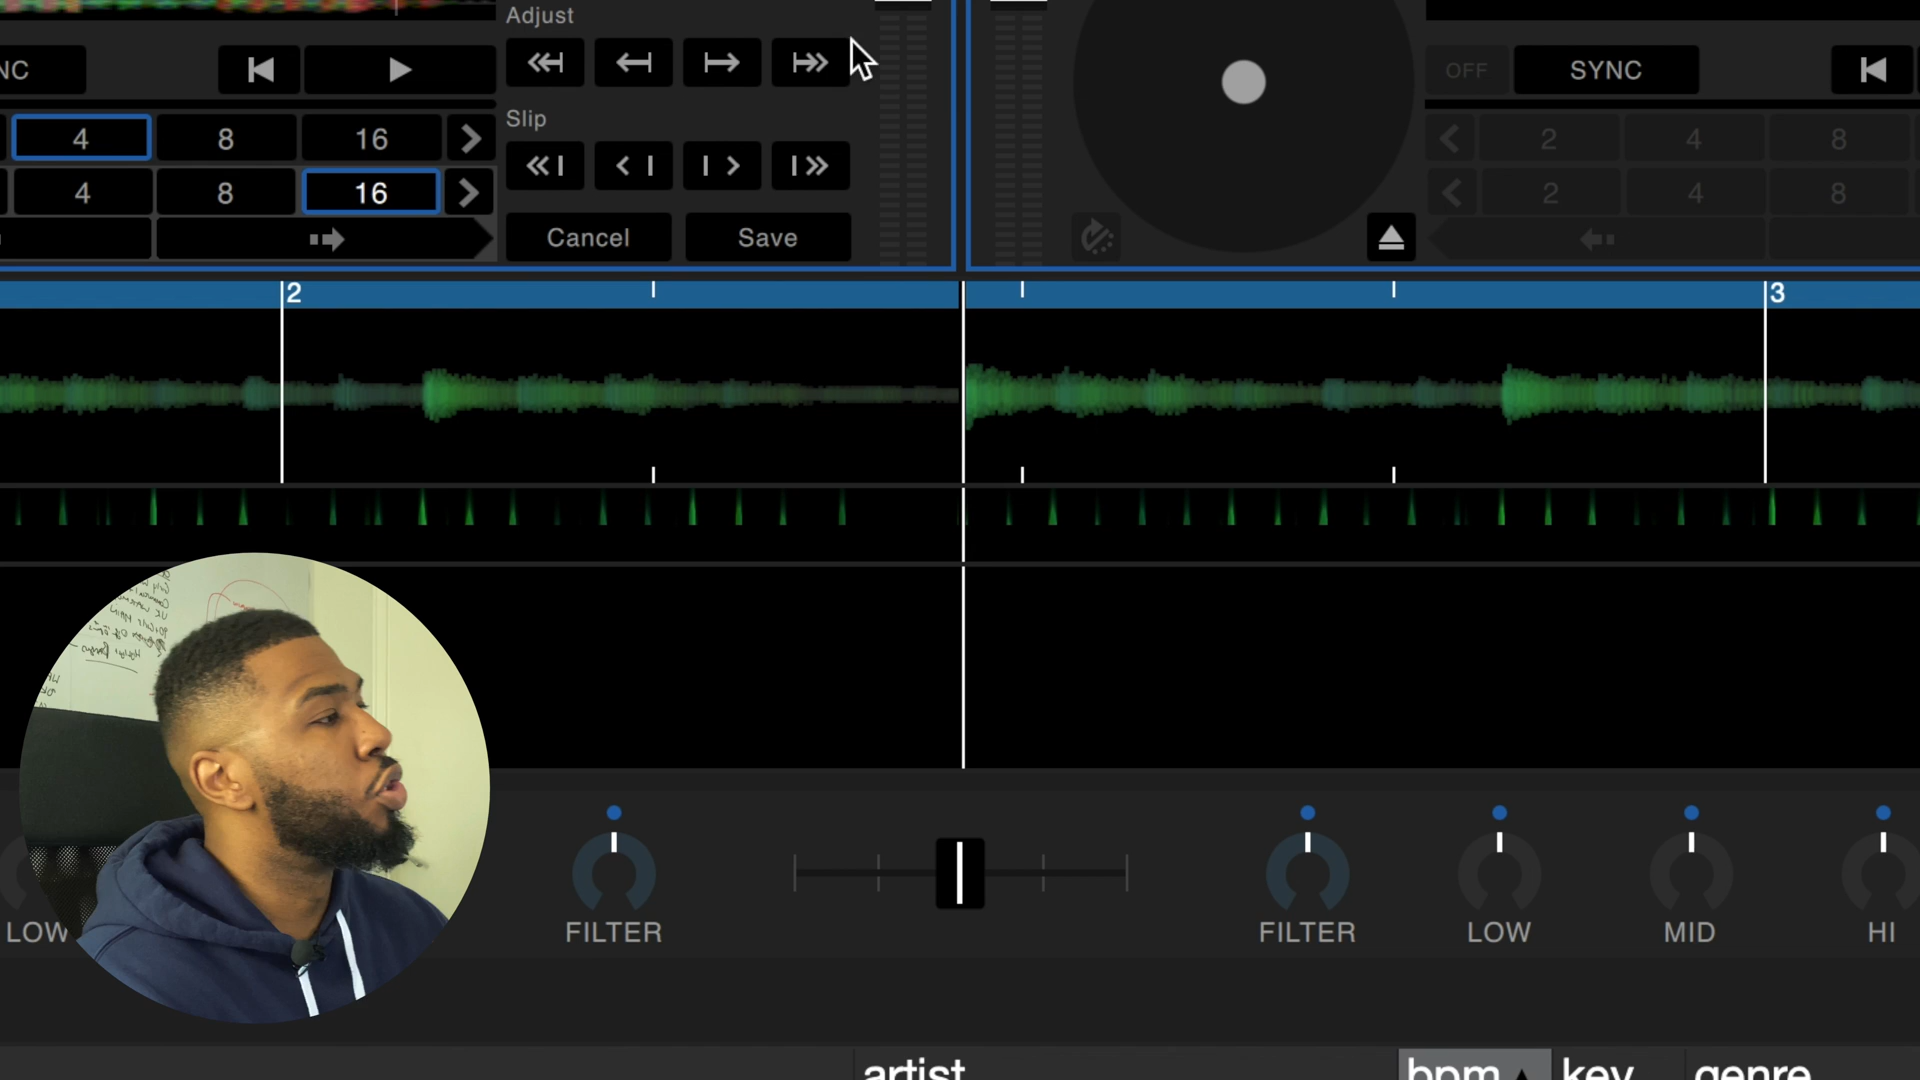 Adjust
NC
OFF
SYNC
Slip
4 8 16
2 4 8
4 8 16
2 4 8
Cancel Save
2
3
LOW
FILTER
FILTER
LOW
MID
HI
artist
bpm
key
genre